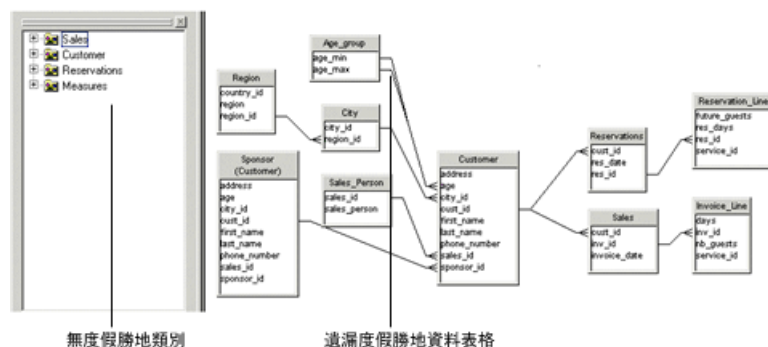 Sales
Customer
Reservations
Measures
Age_group
age_min
age_max
Region
country_id
region
region_id
City
city_id
region_id
Sponsor
(Customer)
address
age
city_id
cust_id
first_name
last_name
phone_number
sales_id
sponsor_id
Sales_Person
sales_id
sales_person
Customer
address
age
city_id
cust_id
first_name
last_name
phone_number
sales_id
sponsor_id
Reservations
cust_id
res_date
res_id
Sales
cust_id
inv_id
invoice_date
Reservation_Line
future_guests
res_days
res_id
service_id
Invoice_Line
days
inv_id
nb_guests
service_id
無度假勝地類別
遺漏度假勝地資料表格